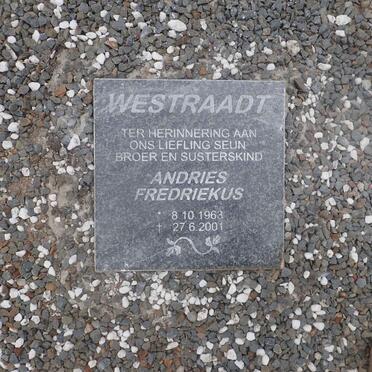 WESTRAADT
TER HERINNERING AAN
ONS LIEFLING SEUN
BROER EN SUSTERSKIND
ANDRIES
FREDRIEKUS
* 8.10.1963
† 27.6.2001